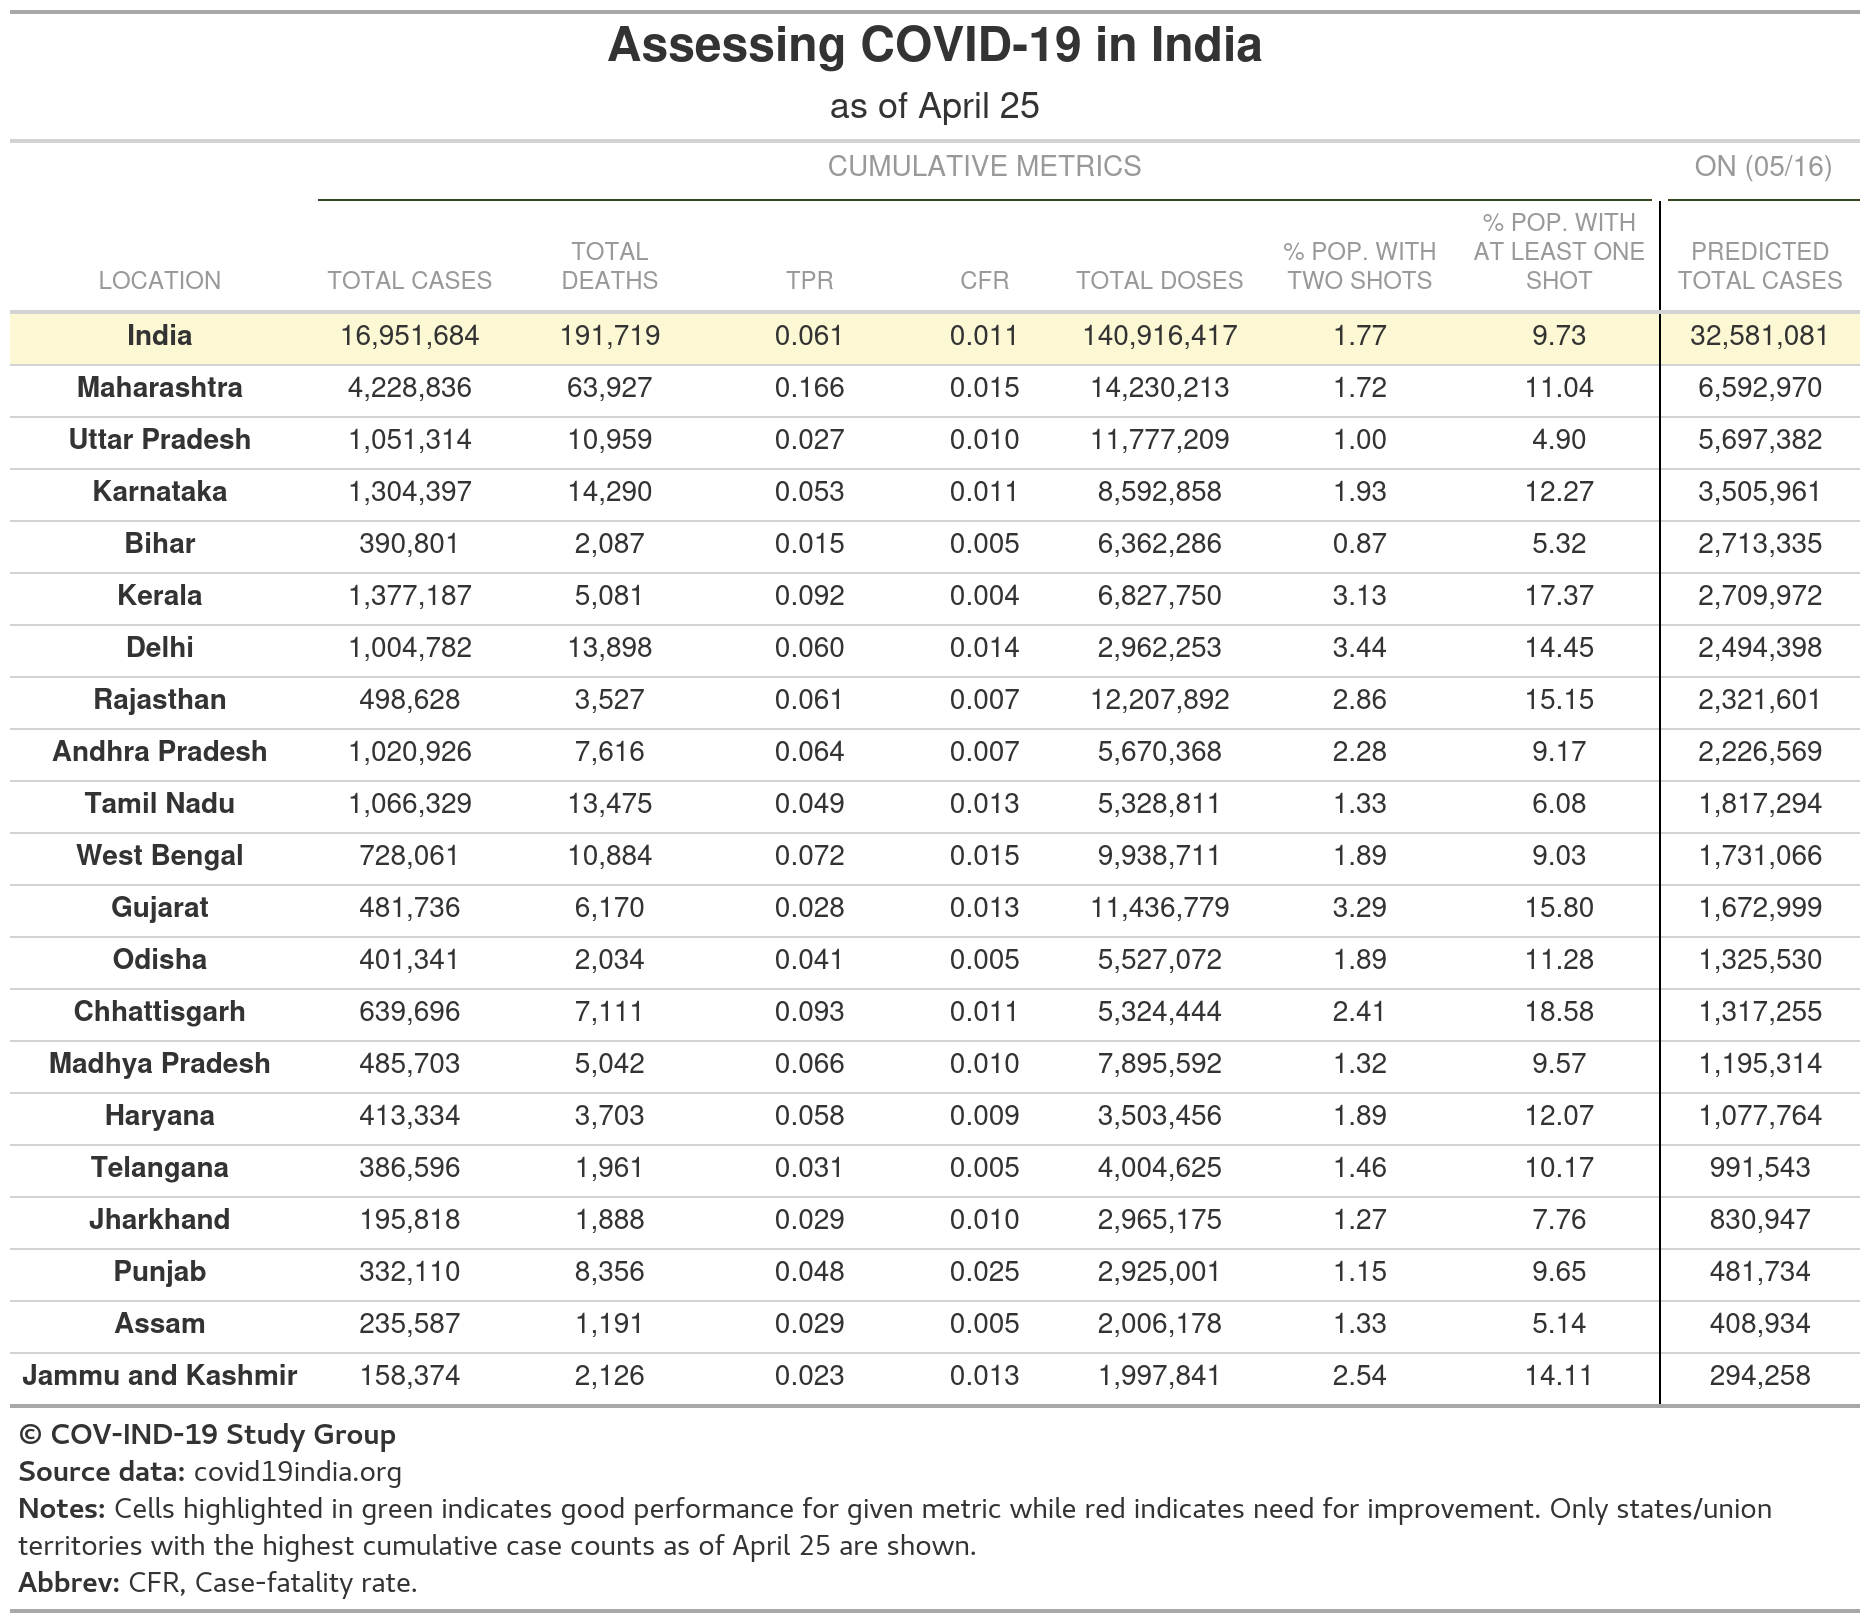 Assessing COVID-19 in India
as of April 25
CUMULATIVE METRICS ON (05/16)
LOCATION TOTAL CASES TOTAL DEATHS TPR CFR TOTAL DOSES % POP. WITH TWO SHOTS % POP. WITH AT LEAST ONE SHOT PREDICTED TOTAL CASES
India 16,951,684 191,719 0.061 0.011 140,916,417 1.77 9.73 32,581,081
Maharashtra 4,228,836 63,927 0.166 0.015 14,230,213 1.72 11.04 6,592,970
Uttar Pradesh 1,051,314 10,959 0.027 0.010 11,777,209 1.00 4.90 5,697,382
Karnataka 1,304,397 14,290 0.053 0.011 8,592,858 1.93 12.27 3,505,961
Bihar 390,801 2,087 0.015 0.005 6,362,286 0.87 5.32 2,713,335
Kerala 1,377,187 5,081 0.092 0.004 6,827,750 3.13 17.37 2,709,972
Delhi 1,004,782 13,898 0.060 0.014 2,962,253 3.44 14.45 2,494,398
Rajasthan 498,628 3,527 0.061 0.007 12,207,892 2.86 15.15 2,321,601
Andhra Pradesh 1,020,926 7,616 0.064 0.007 5,670,368 2.28 9.17 2,226,569
Tamil Nadu 1,066,329 13,475 0.049 0.013 5,328,811 1.33 6.08 1,817,294
West Bengal 728,061 10,884 0.072 0.015 9,938,711 1.89 9.03 1,731,066
Gujarat 481,736 6,170 0.028 0.013 11,436,779 3.29 15.80 1,672,999
Odisha 401,341 2,034 0.041 0.005 5,527,072 1.89 11.28 1,325,530
Chhattisgarh 639,696 7,111 0.093 0.011 5,324,444 2.41 18.58 1,317,255
Madhya Pradesh 485,703 5,042 0.066 0.010 7,895,592 1.32 9.57 1,195,314
Haryana 413,334 3,703 0.058 0.009 3,503,456 1.89 12.07 1,077,764
Telangana 386,596 1,961 0.031 0.005 4,004,625 1.46 10.17 991,543
Jharkhand 195,818 1,888 0.029 0.010 2,965,175 1.27 7.76 830,947
Punjab 332,110 8,356 0.048 0.025 2,925,001 1.15 9.65 481,734
Assam 235,587 1,191 0.029 0.005 2,006,178 1.33 5.14 408,934
Jammu and Kashmir 158,374 2,126 0.023 0.013 1,997,841 2.54 14.11 294,258
© COV-IND-19 Study Group
Source data: covid19india.org
Notes: Cells highlighted in green indicates good performance for given metric while red indicates need for improvement. Only states/union
territories with the highest cumulative case counts as of April 25 are shown.
Abbrev: CFR, Case-fatality rate.